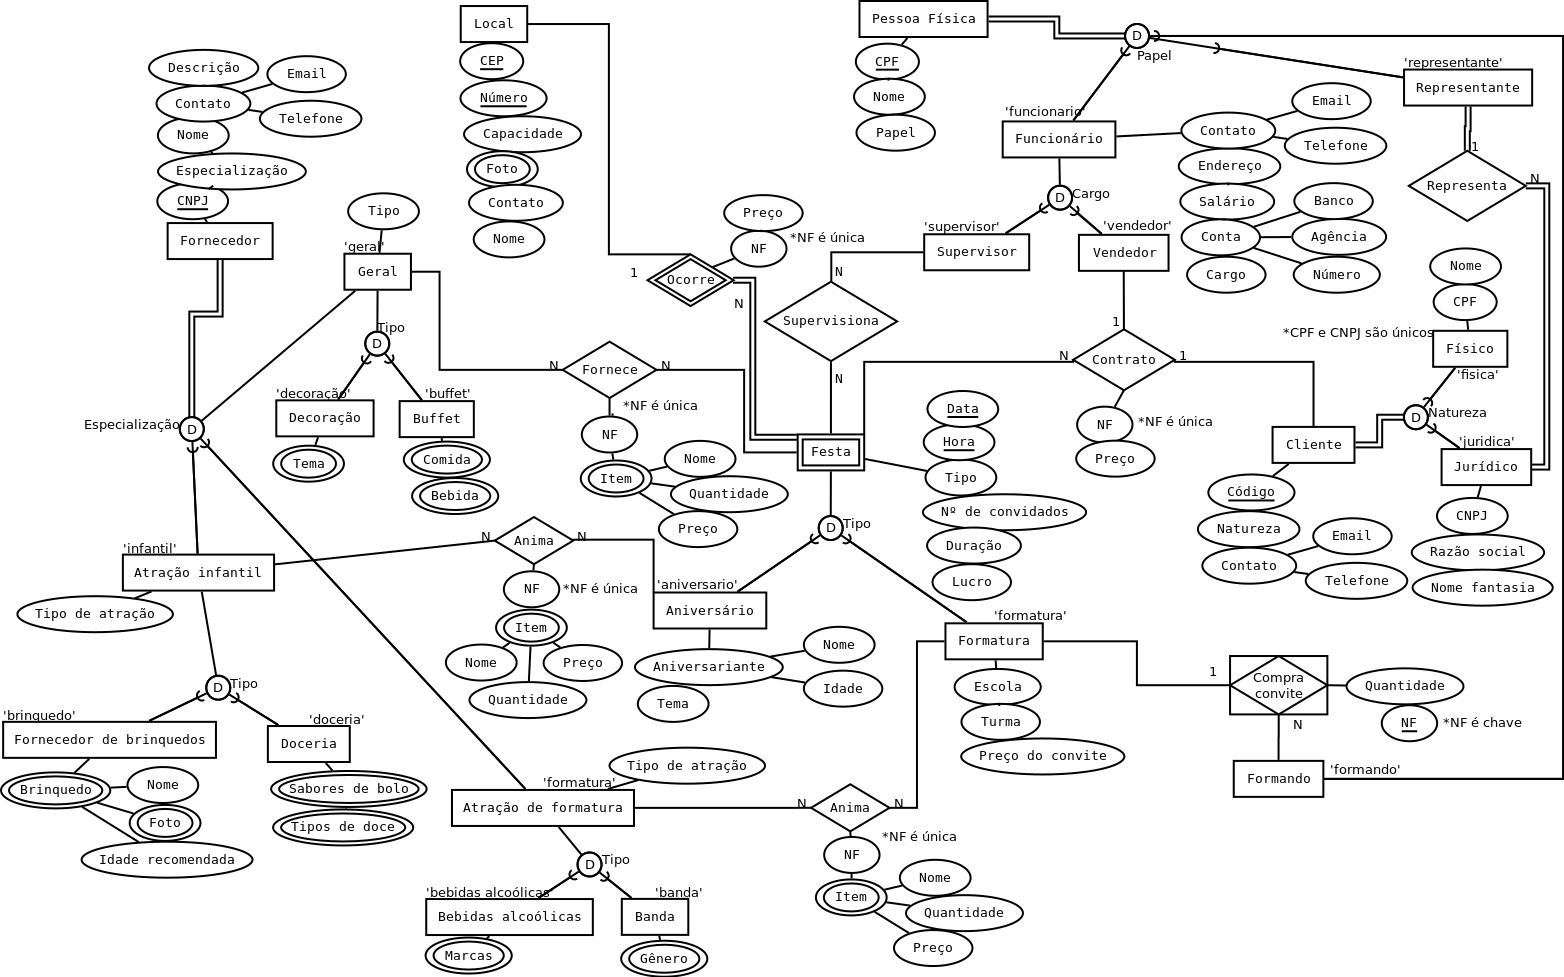 Local
CEP
Número
Capacidade
Foto
Contato
Nome
Pessoa Física
CPF
Nome
Papel
D
Papel
'representante'
Representante
1
Representa
N
'funcionario'
Funcionário
Contato
Email
Telefone
Endereço
Salário
Conta
Banco
Agência
Número
Cargo
D
Cargo
'supervisor'
Supervisor
'vendedor'
Vendedor
Descrição
Contato
Email
Telefone
Nome
Especialização
CNPJ
Fornecedor
Tipo
'geral'
Geral
D
Tipo
'decoração'
Decoração
Tema
'buffet'
Buffet
Comida
Bebida
Preço
NF
*NF é única
1
Ocorre
N
N
Supervisiona
N
1
N
Contrato
1
NF
*NF é única
Preço
Nome
CPF
*CPF e CNPJ são únicos
Físico
'fisica'
D
Natureza
'juridica'
Jurídico
CNPJ
Razão social
Nome fantasia
Cliente
Código
Natureza
Contato
Email
Telefone
N
Fornece
N
*NF é única
NF
Item
Nome
Quantidade
Preço
Festa
Data
Hora
Tipo
Nº de convidados
Duração
Lucro
D
Tipo
Especialização
D
'infantil'
Atração infantil
Tipo de atração
N
Anima
N
NF
*NF é única
Item
Nome
Preço
Quantidade
'aniversario'
Aniversário
Aniversariante
Nome
Idade
Tema
'formatura'
Formatura
Escola
Turma
Preço do convite
1
Compra
convite
N
Quantidade
NF
*NF é chave
Formando
'formando'
D
Tipo
'brinquedo'
Fornecedor de brinquedos
Brinquedo
Nome
Foto
Idade recomendada
'doceria'
Doceria
Sabores de bolo
Tipos de doce
Tipo de atração
'formatura'
Atração de formatura
N
Anima
N
*NF é única
NF
Item
Nome
Quantidade
Preço
D
Tipo
'bebidas alcoólicas'
Bebidas alcoólicas
Marcas
'banda'
Banda
Gênero